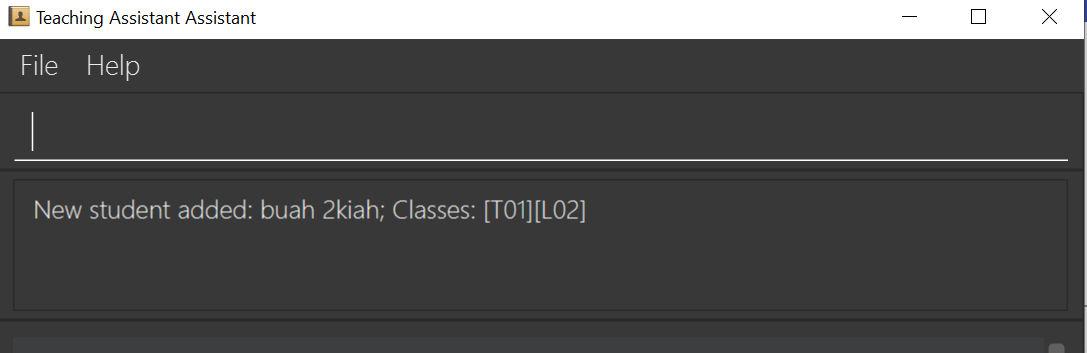 Teaching Assistant Assistant
File Help
New student added: buah 2kiah; Classes: [T01][L02]